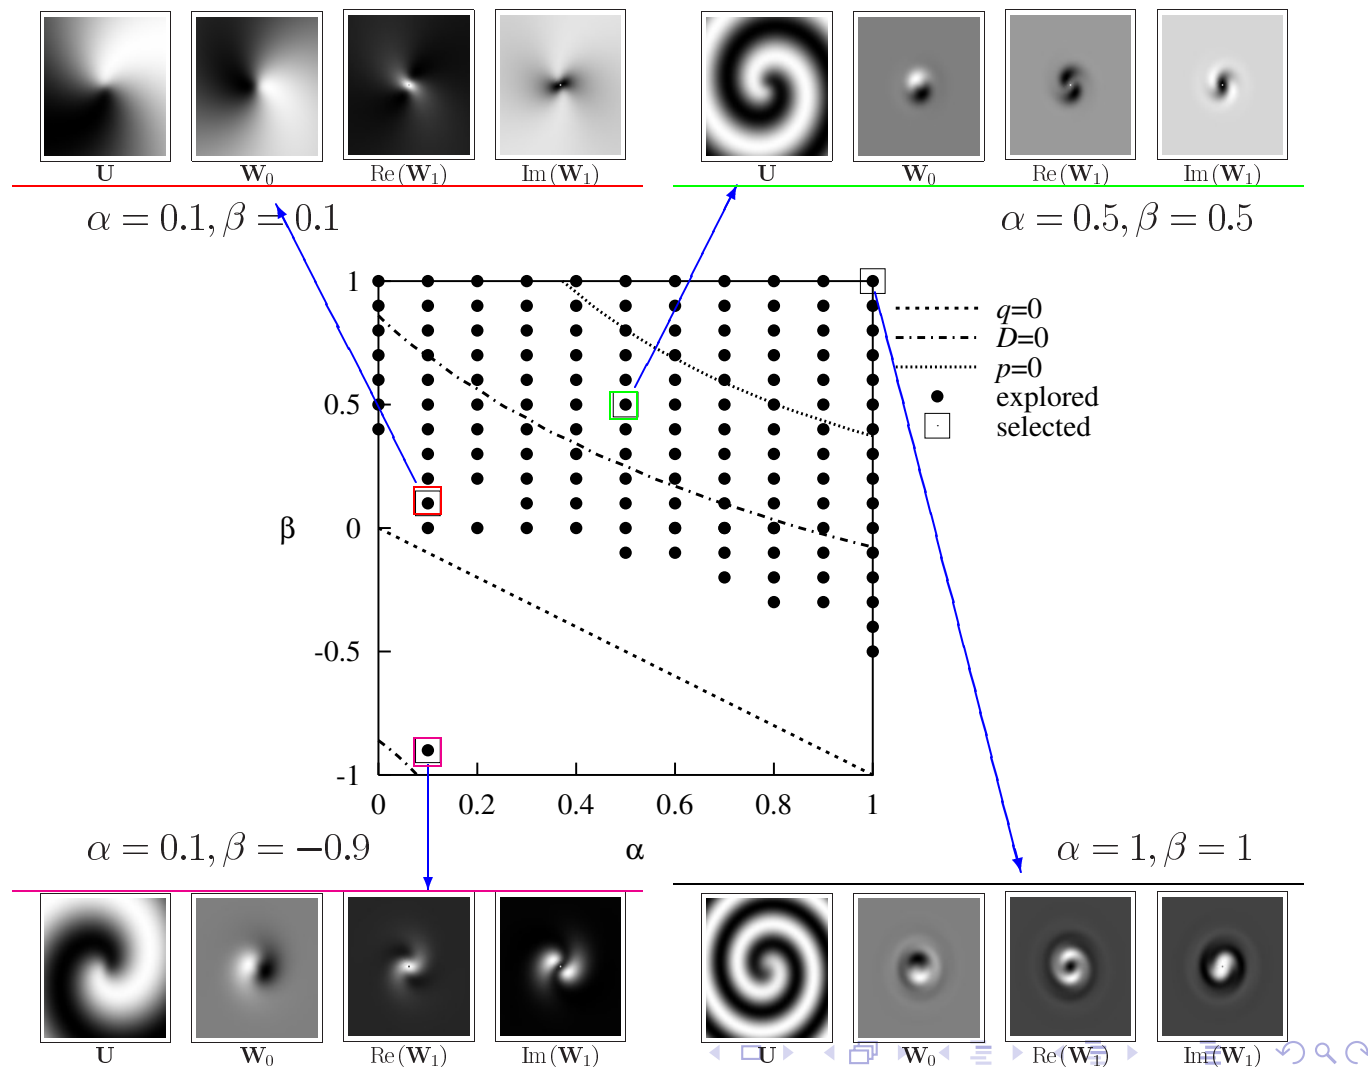 U W₀ Re(W₁) Im(W₁) U W₀ Re(W₁) Im(W₁)
α = 0.1, β = 0.1 α = 0.5, β = 0.5
1
q=0
D=0
p=0
0.5
explored
selected
β 0
-0.5
-1
0 0.2 0.4 0.6 0.8 1
α = 0.1, β = −0.9 α α = 1, β = 1
U W₀ Re(W₁) Im(W₁) U W₀ Re(W₁) Im(W₁)